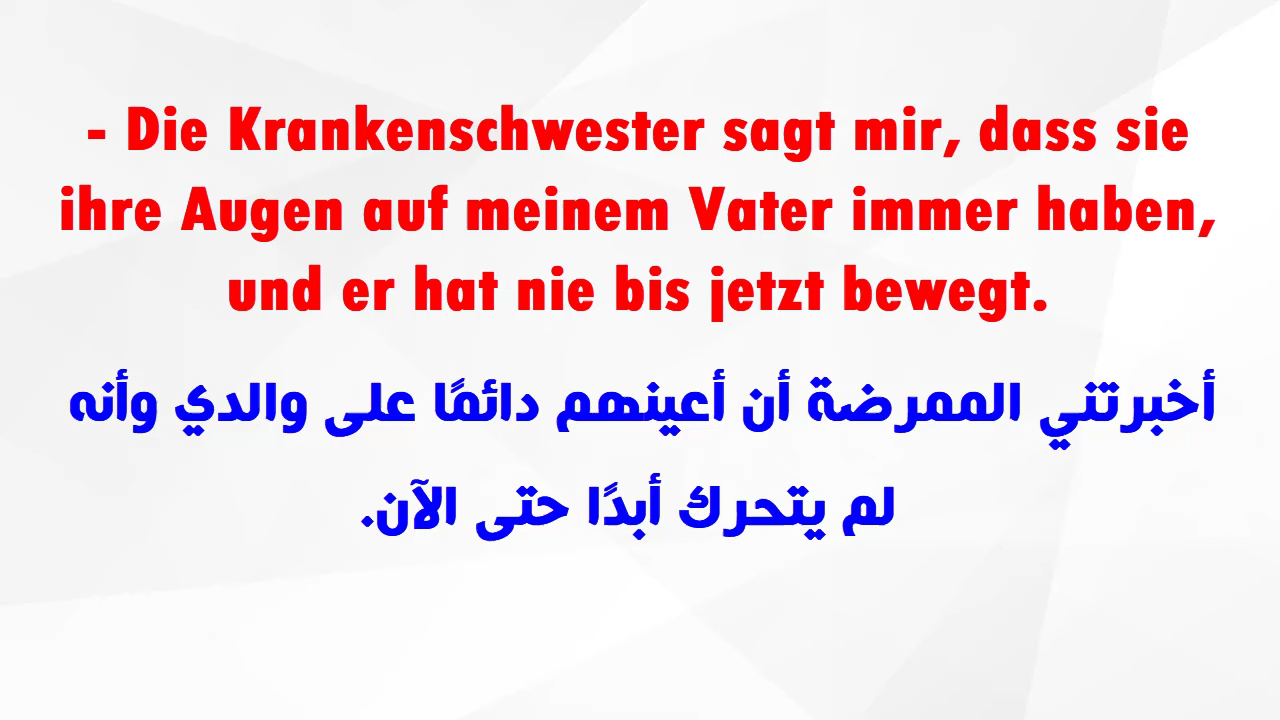 - Die Krankenschwester sagt mir, dass sie
ihre Augen auf meinem Vater immer haben,
und er hat nie bis jetzt bewegt.
أخبرتني الممرضة أن أعينهم دائمًا على والدي وأنه
لم يتحرك أبدًا حتى الآن.